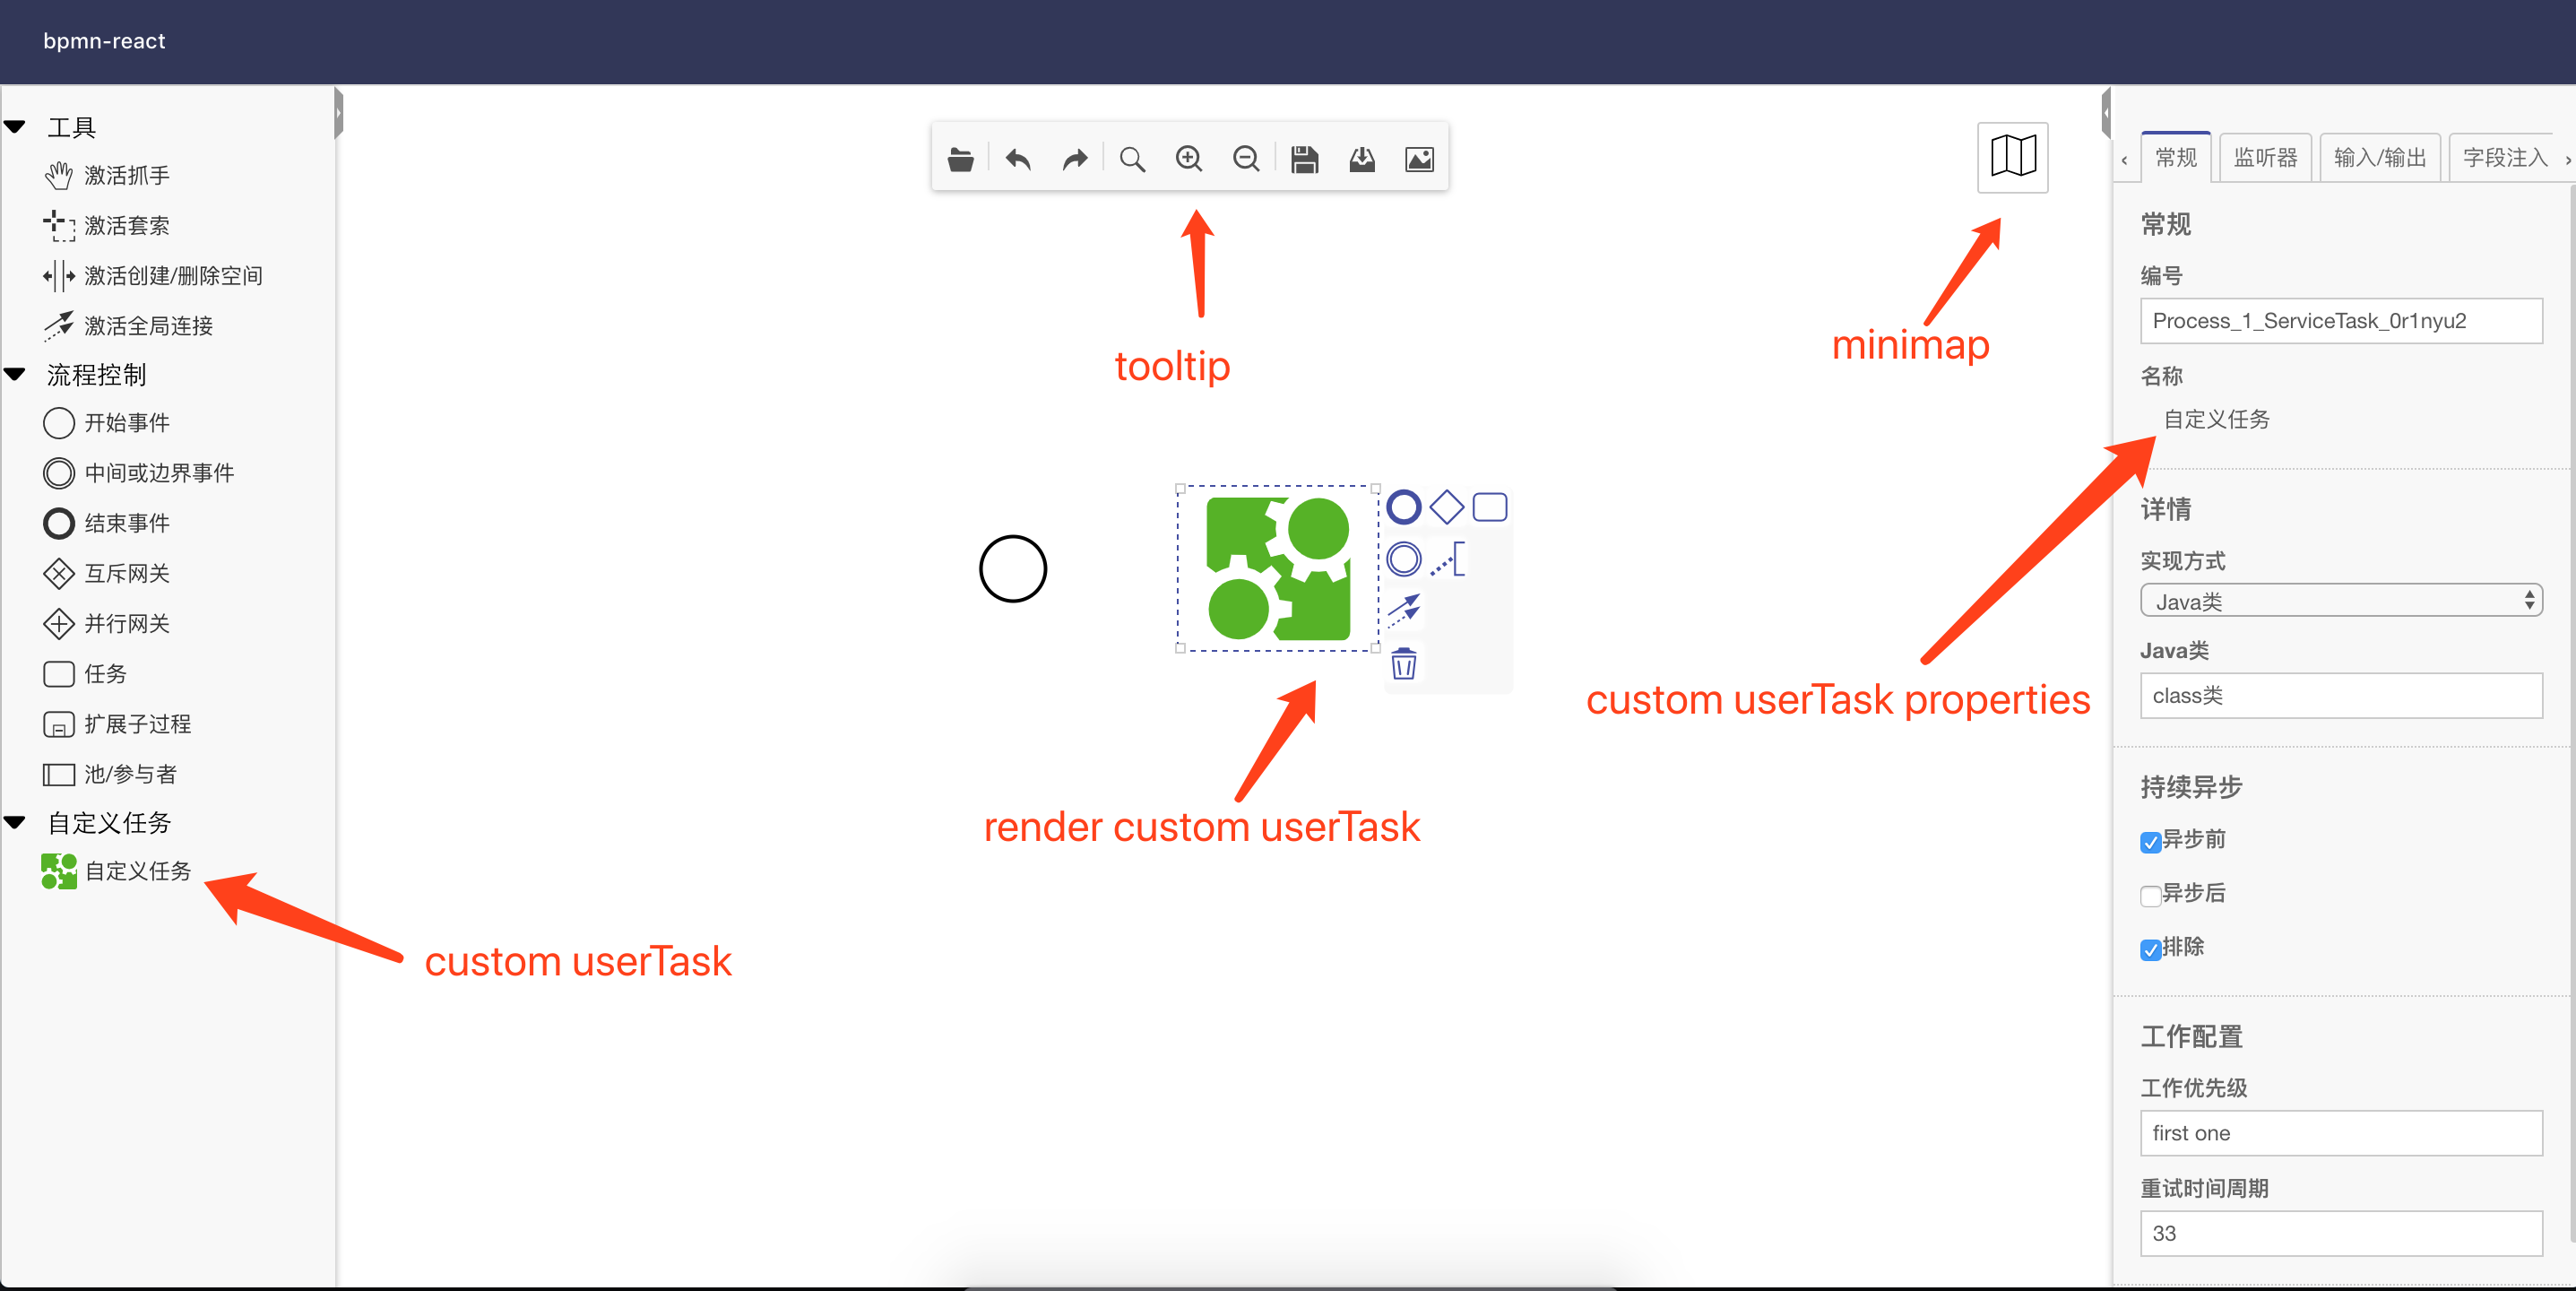 bpmn-react
工具
激活抓手
激活套索
激活创建/删除空间
激活全局连接
流程控制
开始事件
中间或边界事件
结束事件
互斥网关
并行网关
任务
扩展子过程
池/参与者
自定义任务
自定义任务
custom userTask
tooltip
minimap
render custom userTask
custom userTask properties
常规
监听器
输入/输出
字段注入
常规
编号
Process_1_ServiceTask_0r1nyu2
名称
自定义任务
详情
实现方式
Java类
Java类
class类
持续异步
异步前
异步后
排除
工作配置
工作优先级
first one
重试时间周期
33